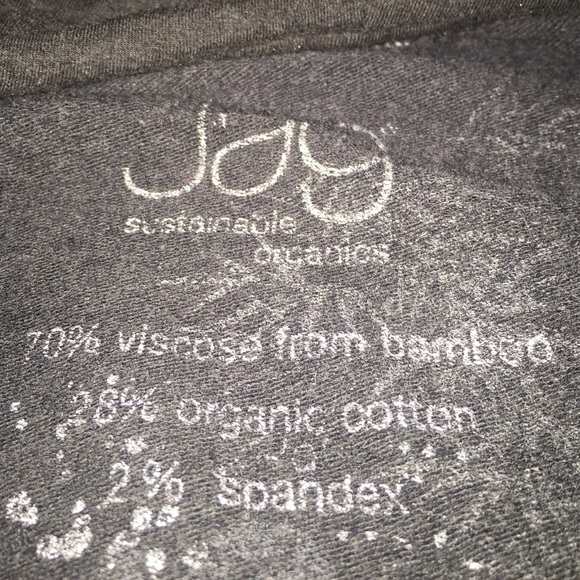 jag
sustainable
organics
70% viscose from bamboo
28% organic cotton
2% spandex